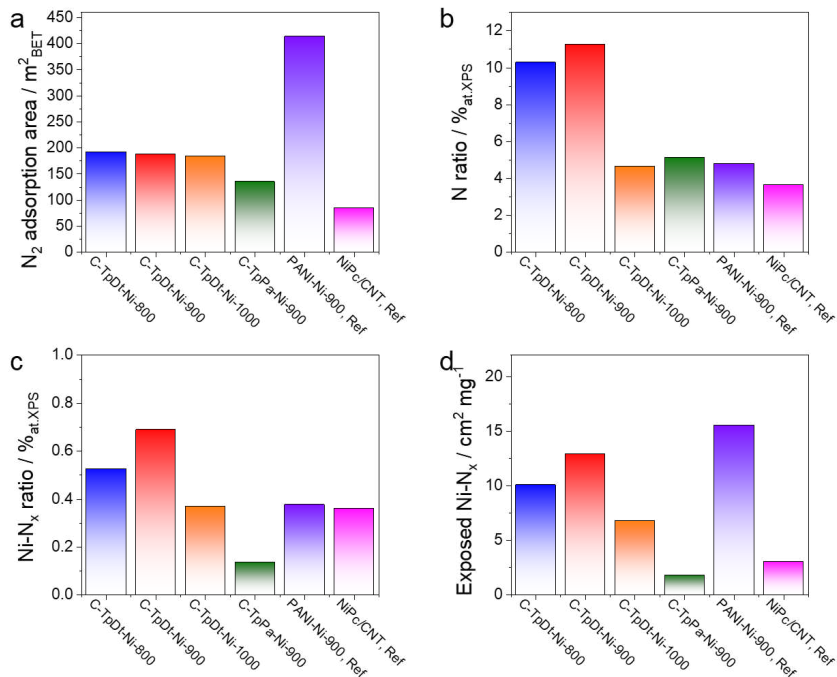 a
N₂ adsorption area / m²BET
450
400
350
300
250
200
150
100
50
0
C-TpDt-Ni-800
C-TpDt-Ni-900
C-TpDt-Ni-1000
C-TpPa-Ni-900
PANI-Ni-900, Ref
NiPc/CNT, Ref
b
N ratio / %at.XPS
12
10
8
6
4
2
0
C-TpDt-Ni-800
C-TpDt-Ni-900
C-TpDt-Ni-1000
C-TpPa-Ni-900
PANI-Ni-900, Ref
NiPc/CNT, Ref
c
Ni-Nₓ ratio / %at.XPS
1.0
0.8
0.6
0.4
0.2
0.0
C-TpDt-Ni-800
C-TpDt-Ni-900
C-TpDt-Ni-1000
C-TpPa-Ni-900
PANI-Ni-900, Ref
NiPc/CNT, Ref
d
Exposed Ni-Nₓ / cm² mg⁻¹
20
15
10
5
0
C-TpDt-Ni-800
C-TpDt-Ni-900
C-TpDt-Ni-1000
C-TpPa-Ni-900
PANI-Ni-900, Ref
NiPc/CNT, Ref